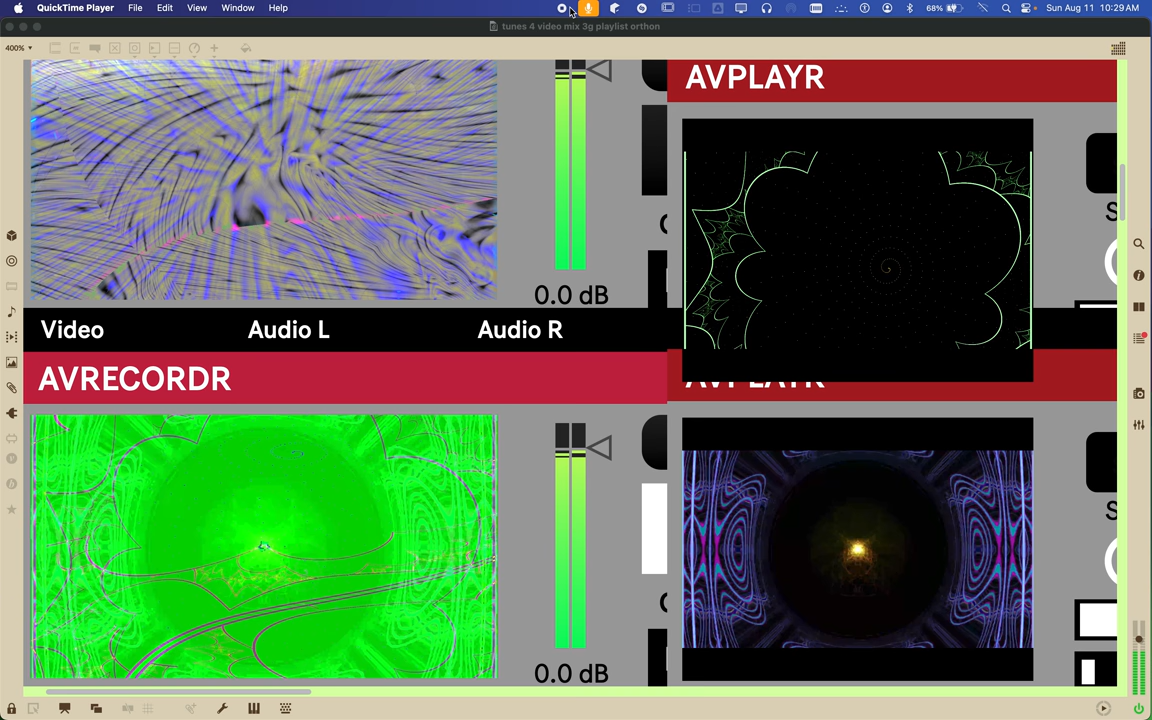 QuickTime Player File Edit View Window Help 68% Sun Aug 11 10:29 AM
tunes 4 video mix 3g playlist orthon
400%
AVPLAYR
0.0 dB
Video Audio L Audio R
AVRECORDR
AVPLAYR
0.0 dB